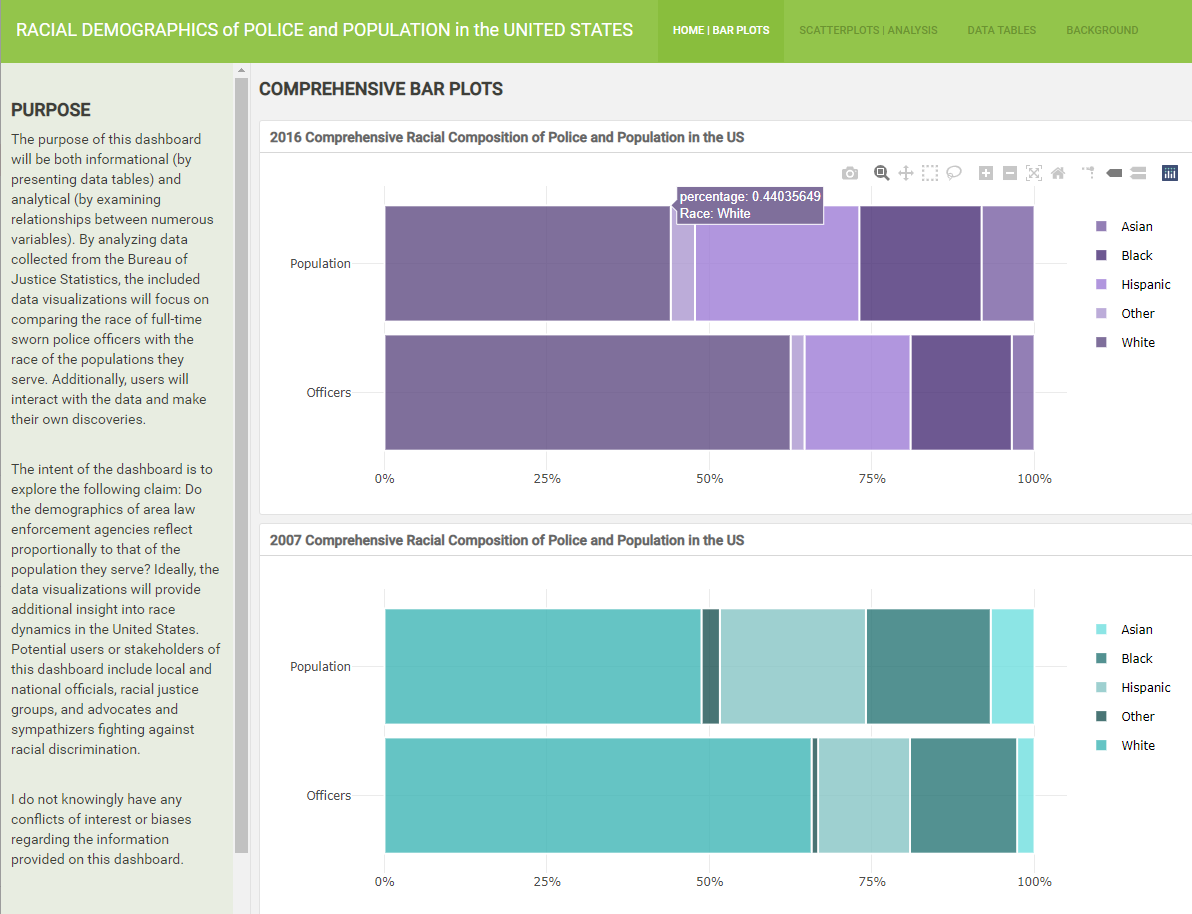 RACIAL DEMOGRAPHICS of POLICE and POPULATION in the UNITED STATES
HOME | BAR PLOTS
SCATTERPLOTS | ANALYSIS
DATA TABLES
BACKGROUND
PURPOSE
The purpose of this dashboard
will be both informational (by
presenting data tables) and
analytical (by examining
relationships between numerous
variables). By analyzing data
collected from the Bureau of
Justice Statistics, the included
data visualizations will focus on
comparing the race of full-time
sworn police officers with the
race of the populations they
serve. Additionally, users will
interact with the data and make
their own discoveries.
The intent of the dashboard is to
explore the following claim: Do
the demographics of area law
enforcement agencies reflect
proportionally to that of the
population they serve? Ideally, the
data visualizations will provide
additional insight into race
dynamics in the United States.
Potential users or stakeholders of
this dashboard include local and
national officials, racial justice
groups, and advocates and
sympathizers fighting against
racial discrimination.
I do not knowingly have any
conflicts of interest or biases
regarding the information
provided on this dashboard.
COMPREHENSIVE BAR PLOTS
2016 Comprehensive Racial Composition of Police and Population in the US
percentage: 0.44035649
Race: White
Population
Officers
0%
25%
50%
75%
100%
Asian
Black
Hispanic
Other
White
2007 Comprehensive Racial Composition of Police and Population in the US
Population
Officers
0%
25%
50%
75%
100%
Asian
Black
Hispanic
Other
White